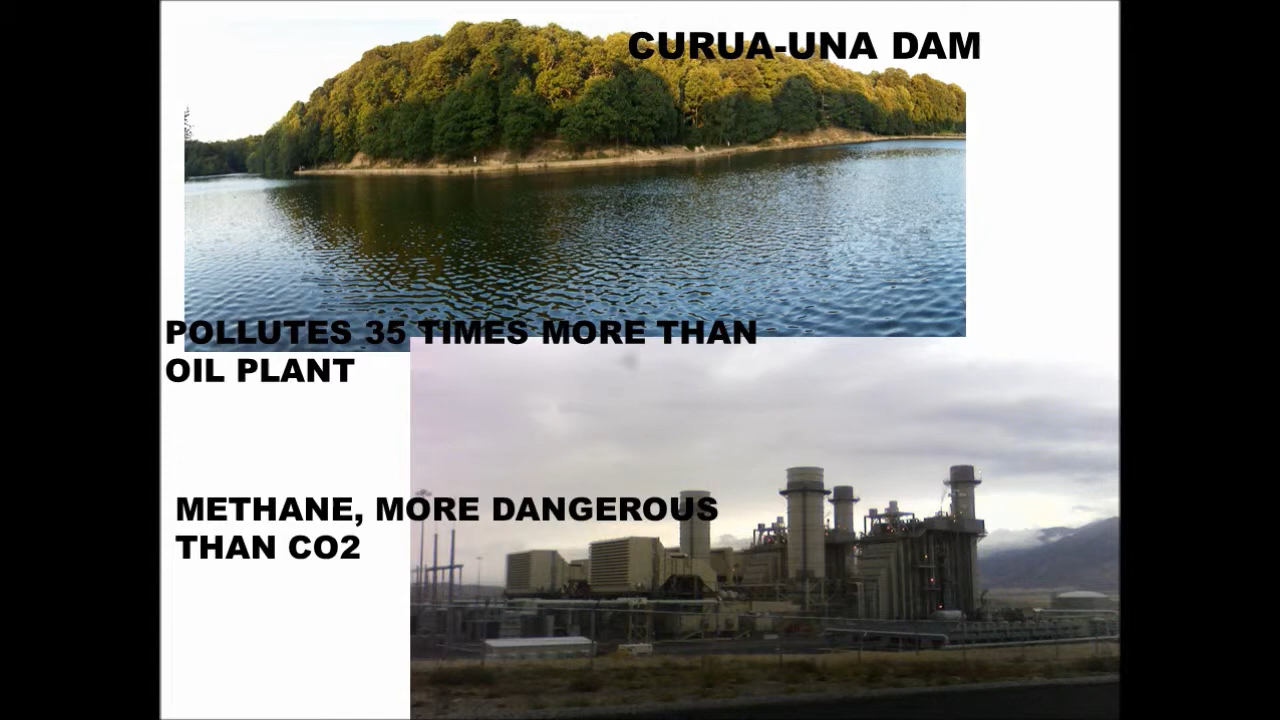 CURUA-UNA DAM
POLLUTES 35 TIMES MORE THAN
OIL PLANT
METHANE, MORE DANGEROUS
THAN CO2